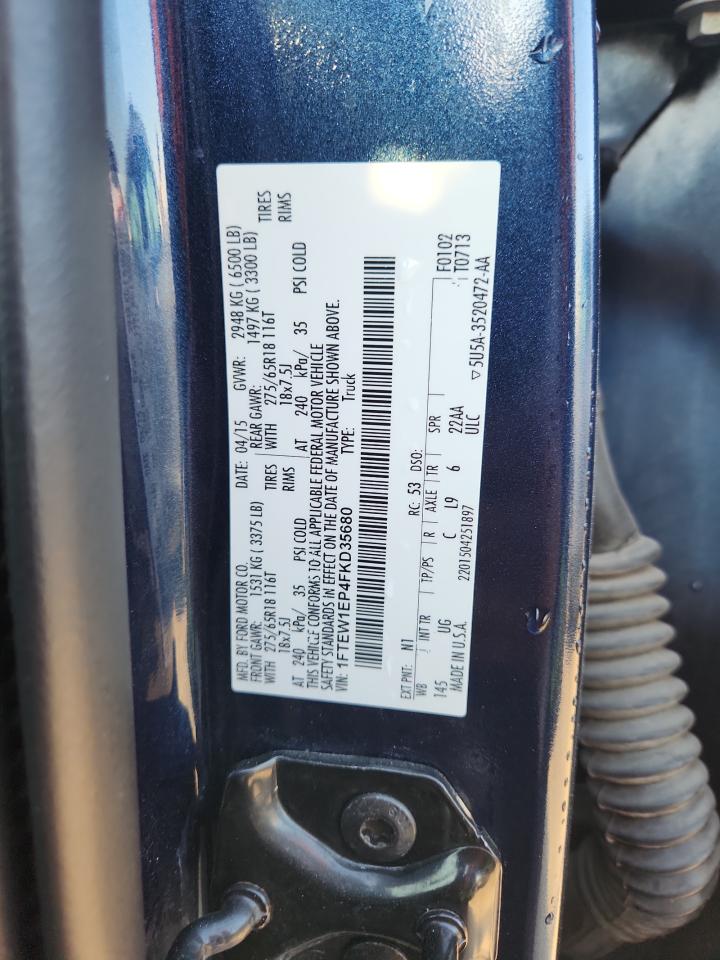 MFD. BY FORD MOTOR CO. DATE: 04/15 GVWR: 2948 KG ( 6500 LB)
FRONT GAWR: 1531 KG (3375 LB) REAR GAWR: 1497 KG ( 3300 LB)
WITH 275/65R18 116T TIRES WITH 275/65R18 116T TIRES
18x7.5J RIMS 18x7.5J RIMS
AT 240 kPa/ 35 PSI COLD AT 240 kPa/ 35 PSI COLD
THIS VEHICLE CONFORMS TO ALL APPLICABLE FEDERAL MOTOR VEHICLE
SAFETY STANDARDS IN EFFECT ON THE DATE OF MANUFACTURE SHOWN ABOVE.
VIN: 1FTEW1EP4FKD35680 TYPE: Truck
EXT PNT: N1 RC: 53 DSO: F0102
WB INT TR TP/PS R AXLE TR SPR T0713
145 UG C L9 6 22AA
MADE IN U.S.A. 2201504251897 ULC ▽5U5A-3520472-AA